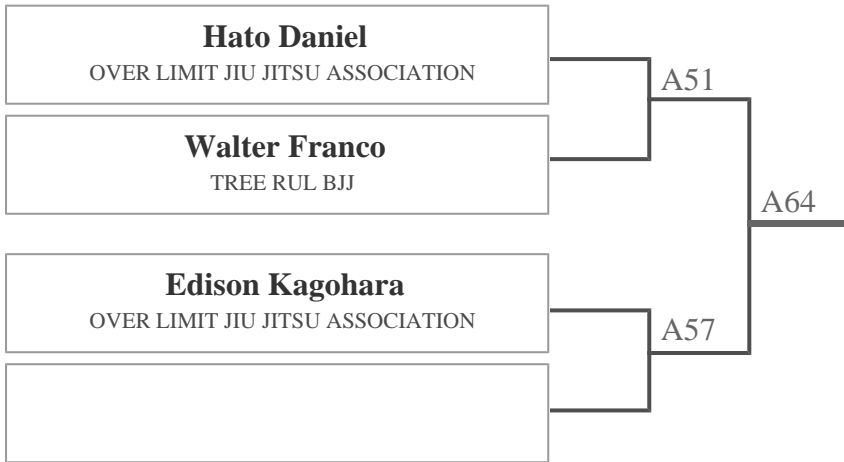 Hato Daniel
OVER LIMIT JIU JITSU ASSOCIATION
A51
Walter Franco
TREE RUL BJJ
A64
Edison Kagohara
OVER LIMIT JIU JITSU ASSOCIATION
A57